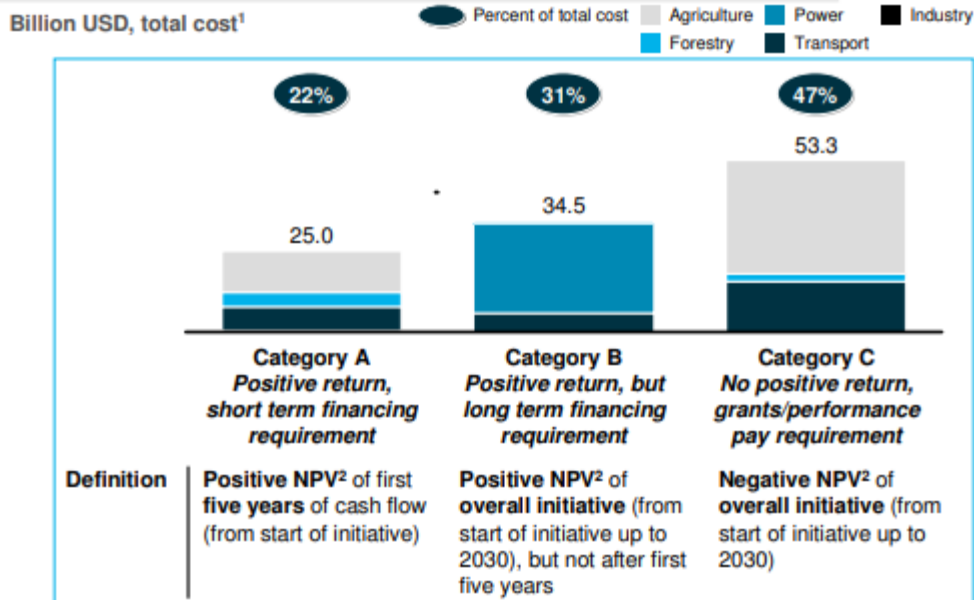 Billion USD, total cost¹
Percent of total cost Agriculture Power Industry
Forestry Transport
22% 31% 47%
53.3
34.5
25.0
Category A
Positive return,
short term financing
requirement
Category B
Positive return, but
long term financing
requirement
Category C
No positive return,
grants/performance
pay requirement
Definition
Positive NPV² of first
five years of cash flow
(from start of initiative)
Positive NPV² of
overall initiative (from
start of initiative up to
2030), but not after first
five years
Negative NPV² of
overall initiative (from
start of initiative up to
2030)